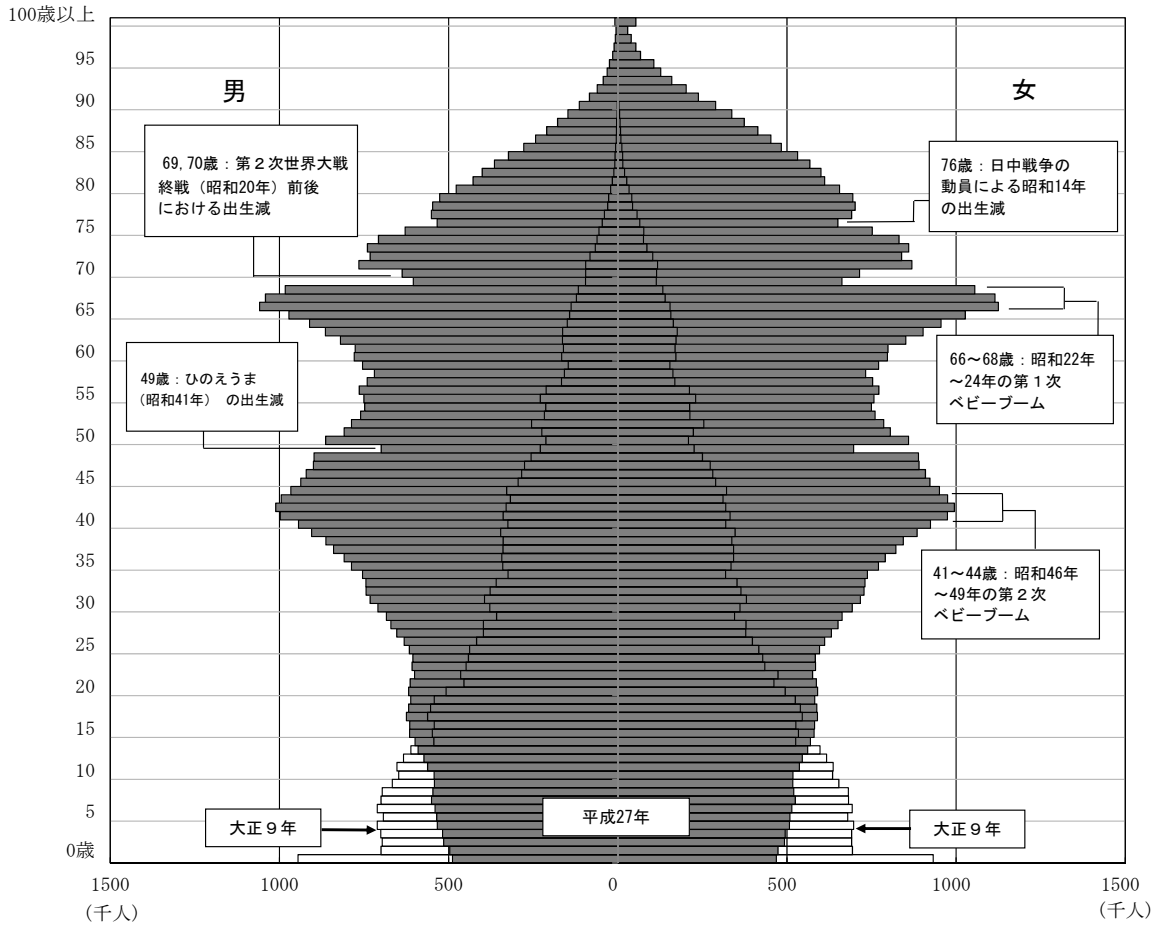 100歳以上
95
90
85
80
75
70
65
60
55
50
45
40
35
30
25
20
15
10
5
0歳
男
女
69,70歳：第２次世界大戦
終戦（昭和20年）前後
における出生減
76歳：日中戦争の
動員による昭和14年
の出生減
49歳：ひのえうま
（昭和41年） の出生減
66～68歳：昭和22年
～24年の第１次
ベビーブーム
41～44歳：昭和46年
～49年の第２次
ベビーブーム
大正９年
平成27年
大正９年
1500 1000 500 0 500 1000 1500
(千人) (千人)